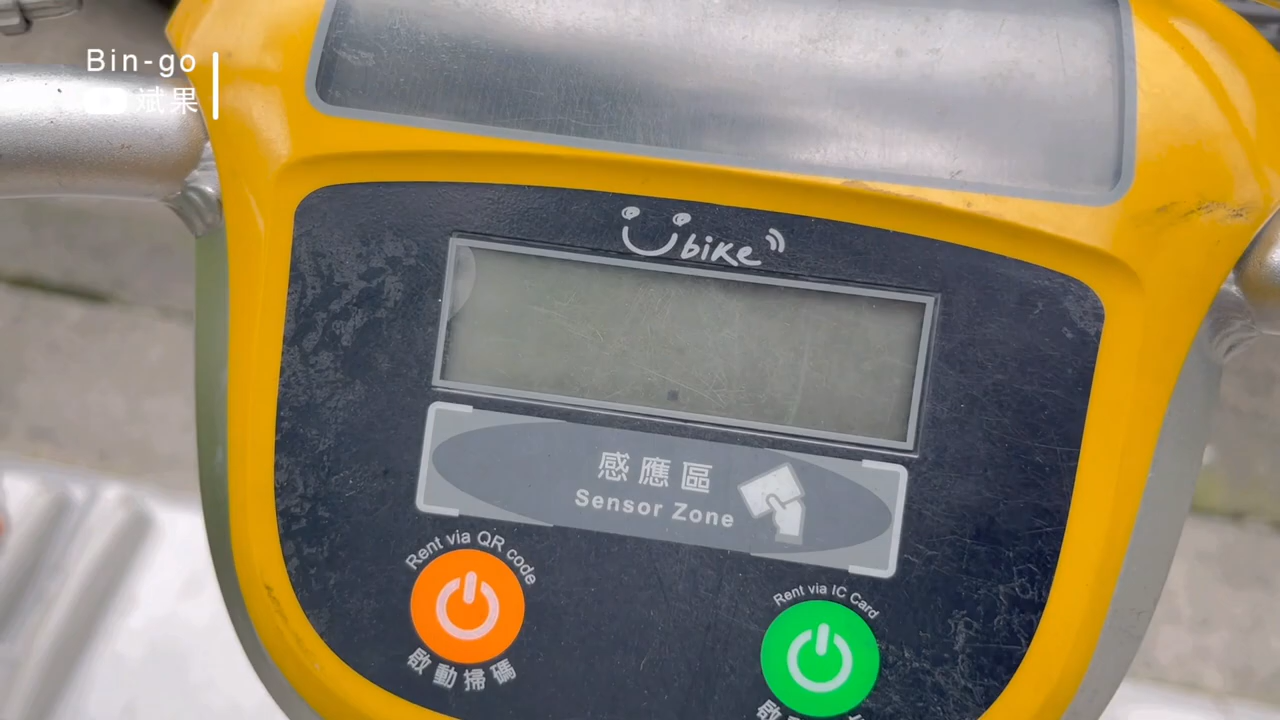 Bin-go
斌果
Ubike
感應區
Sensor Zone
Rent via QR code
啟動掃碼
Rent via IC Card